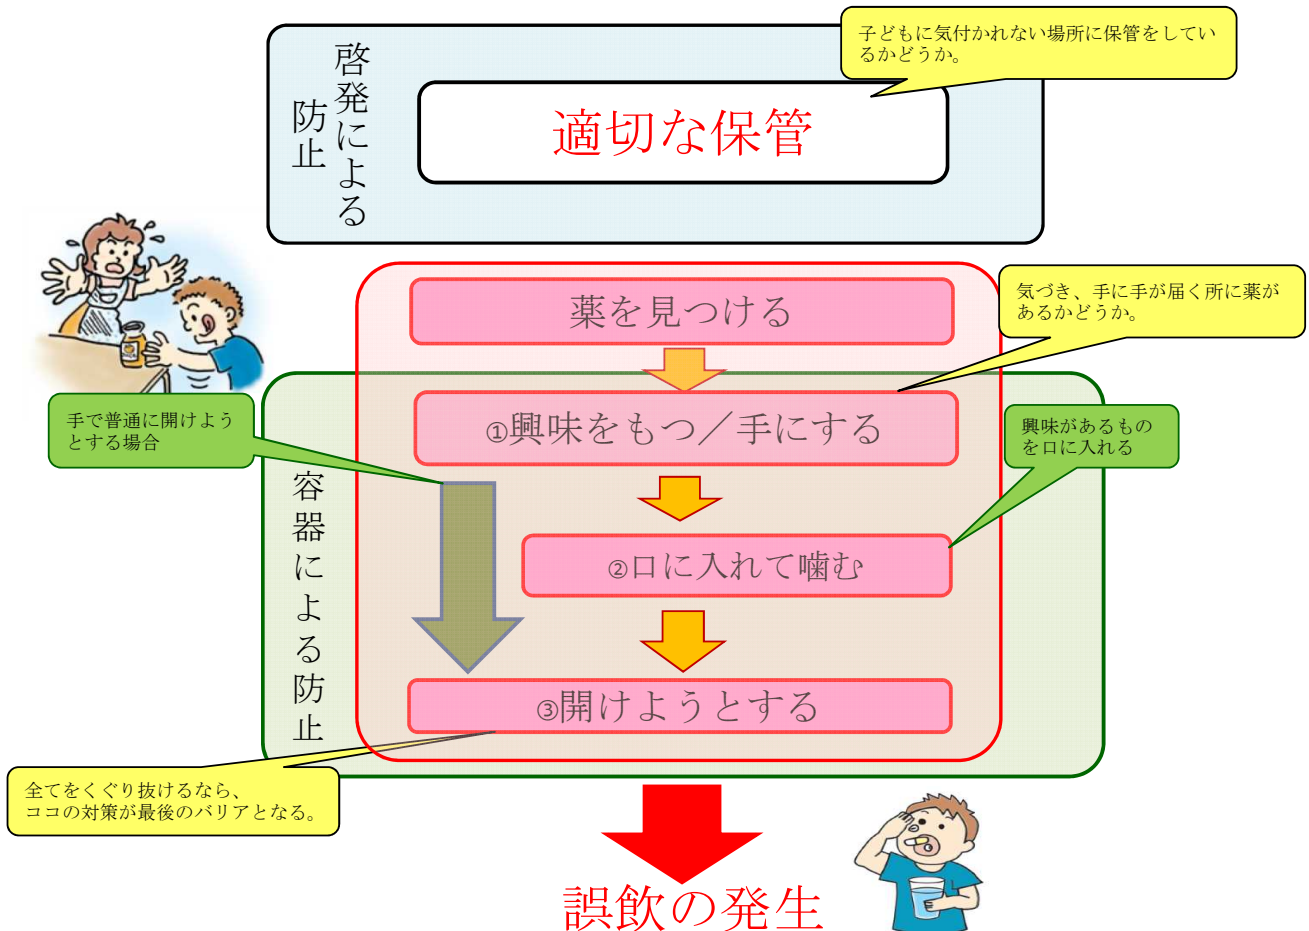 子どもに気付かれない場所に保管をしてい
るかどうか。
啓発による
防止
適切な保管
薬を見つける
気づき、手に手が届く所に薬が
あるかどうか。
①興味をもつ／手にする
手で普通に開けよう
とする場合
興味があるもの
を口に入れる
容器による防止
②口に入れて噛む
③開けようとする
全てをくぐり抜けるなら、
ココの対策が最後のバリアとなる。
誤飲の発生